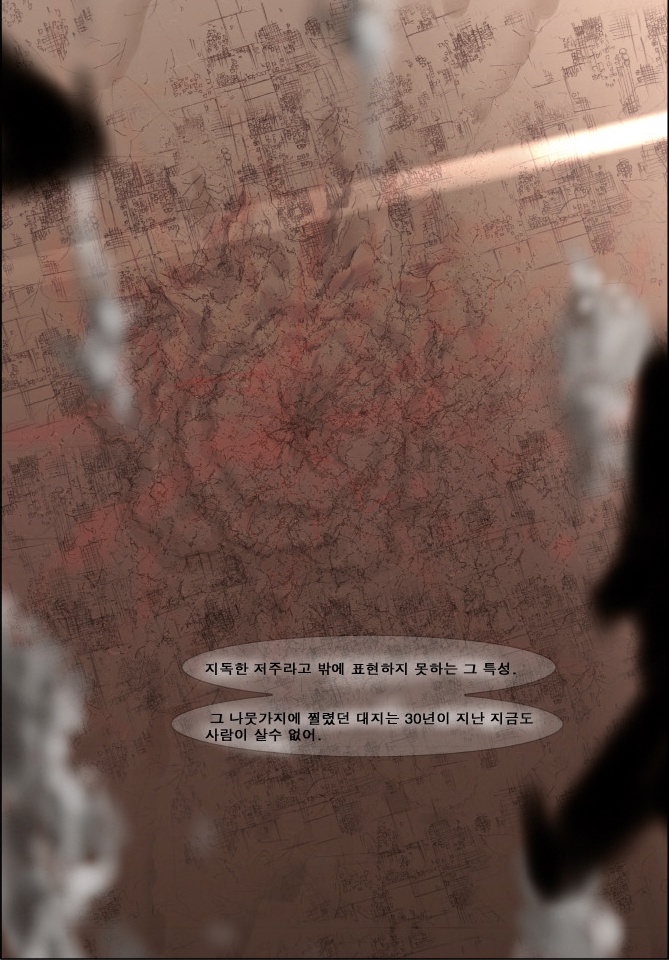 지독한 저주라고 밖에 표현하지 못하는 그 특성.
그 나뭇가지에 찔렸던 대지는 30년이 지난 지금도
사람이 살수 없어.